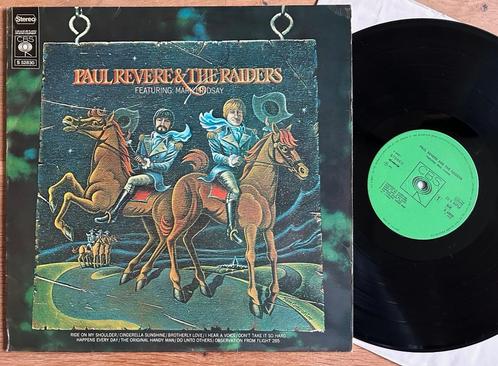 Stereo
CBS
S 52830
PAUL REVERE & THE RAIDERS
FEATURING: MARK LINDSAY
RIDE ON MY SHOULDER/CINDERELLA SUNSHINE/BROTHERLY LOVE/I HEAR A VOICE/DON'T TAKE IT SO HARD
HAPPENS EVERY DAY/THE ORIGINAL HANDY MAN/DO UNTO OTHERS/OBSERVATION FROM FLIGHT 285
CBS